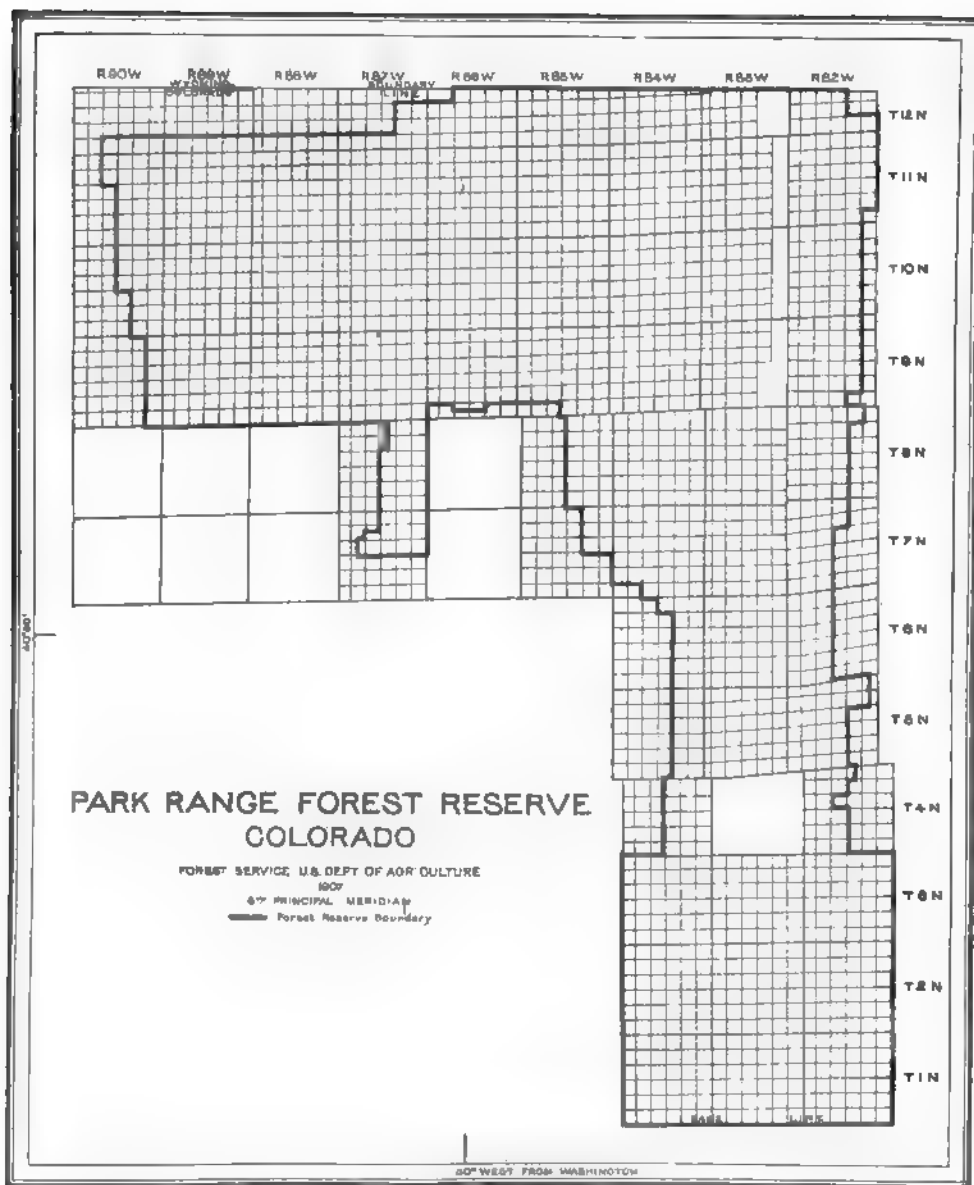 R90W R89W R88W R87W R86W R85W R84W R83W R82W
WYOMING BOUNDARY
COLORADO LINE
T12N
T11N
T10N
T9N
T8N
T7N
T6N
T5N
T4N
T3N
T2N
T1N
PARK RANGE FOREST RESERVE
COLORADO
FOREST SERVICE, U.S. DEPT OF AGRICULTURE
1907
6TH PRINCIPAL MERIDIAN
Forest Reserve Boundary
BASE LINE
30° WEST FROM WASHINGTON